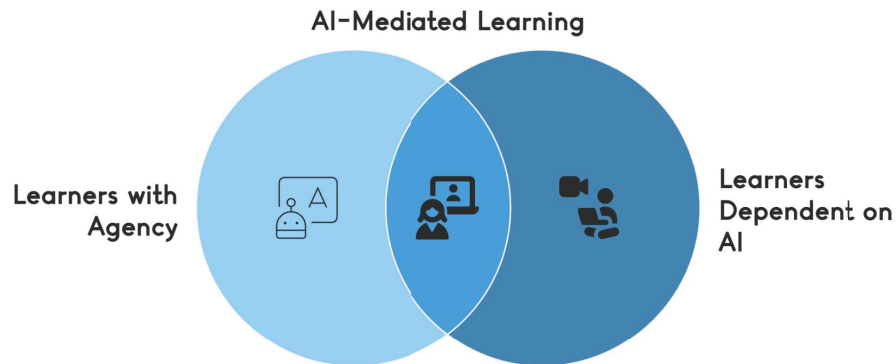 AI-Mediated Learning
Learners with
Agency
A
Learners
Dependent on
AI